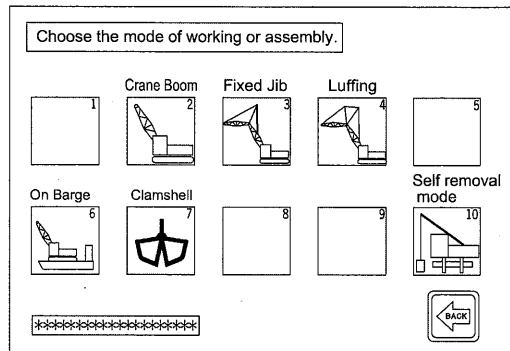 Choose the mode of working or assembly.
Crane Boom Fixed Jib Luffing
1 2 3 4 5
On Barge Clamshell Self removal mode
6 7 8 9 10
******************
BACK